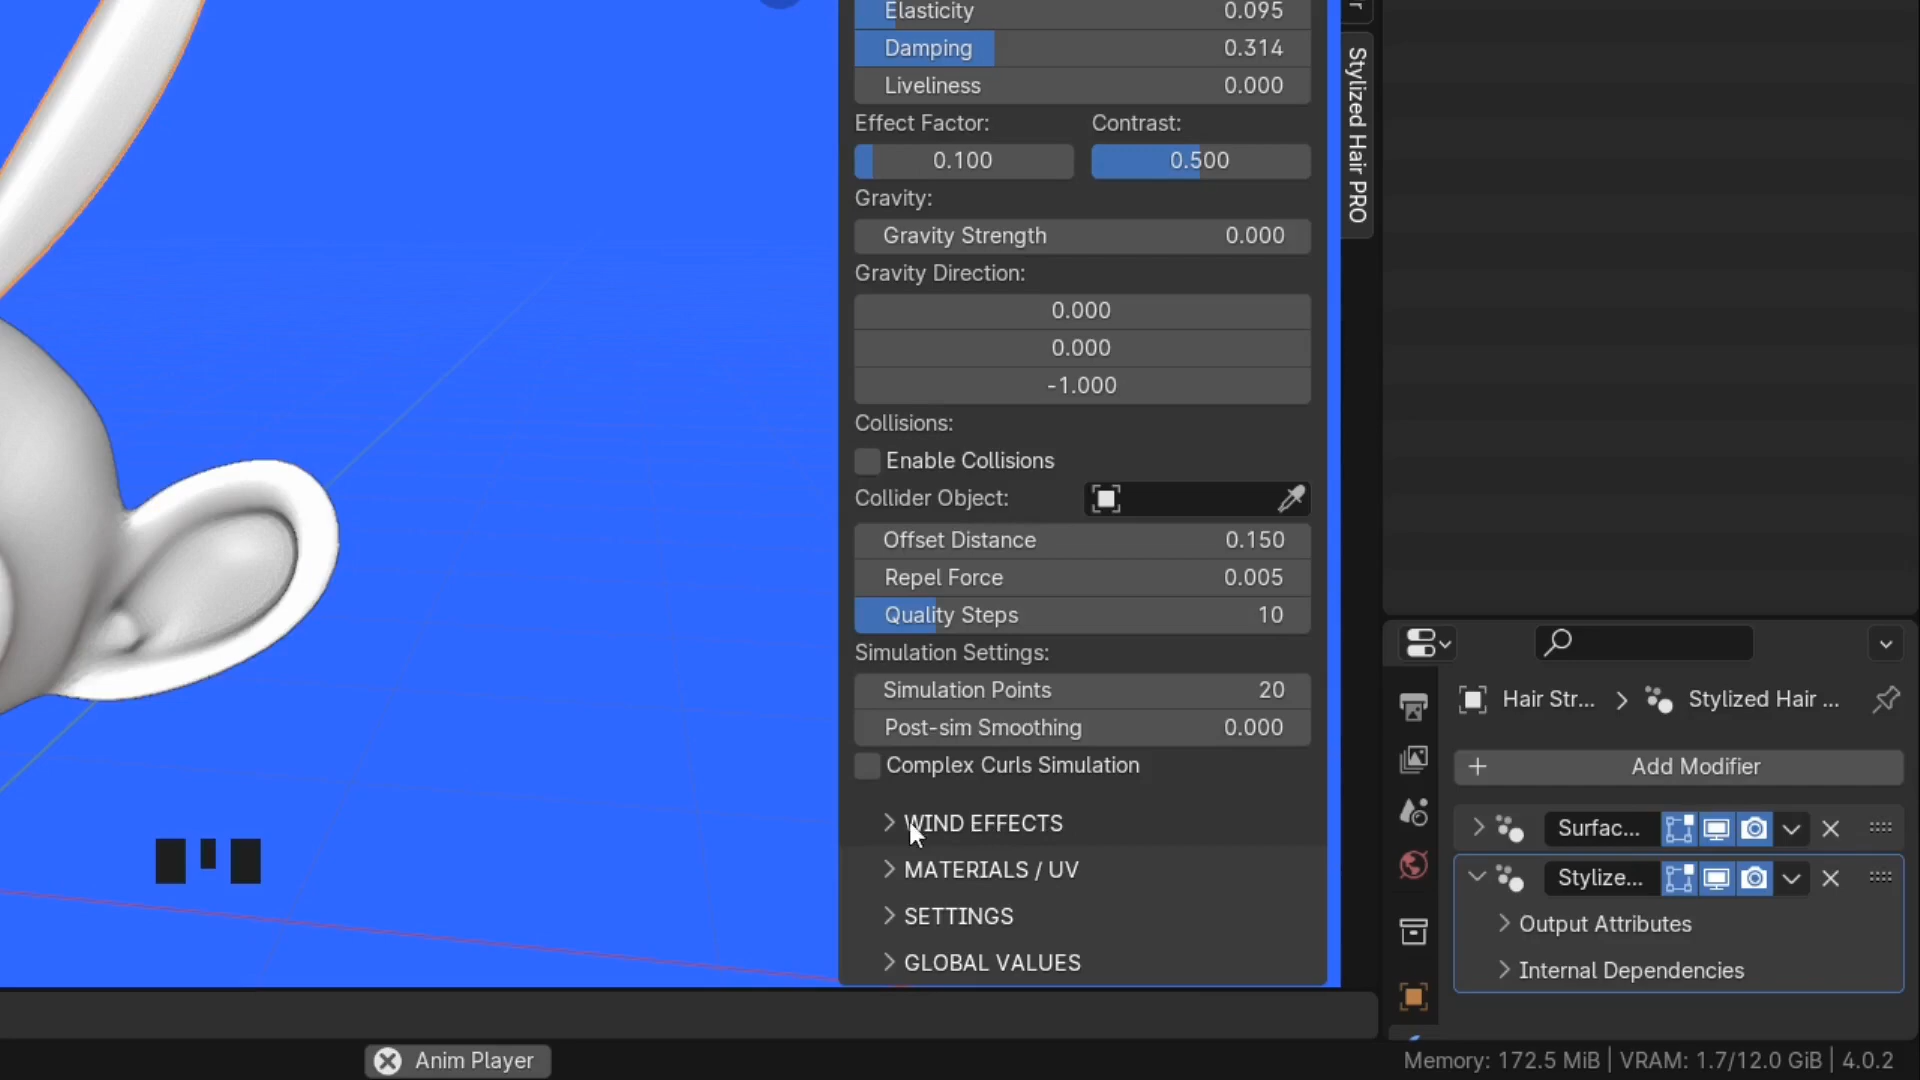 Elasticity 0.095
Damping 0.314
Liveliness 0.000
Effect Factor: Contrast:
0.100 0.500
Gravity:
Gravity Strength 0.000
Gravity Direction:
0.000
0.000
-1.000
Collisions:
Enable Collisions
Collider Object:
Offset Distance 0.150
Repel Force 0.005
Quality Steps 10
Simulation Settings:
Simulation Points 20
Post-sim Smoothing 0.000
Complex Curls Simulation
WIND EFFECTS
MATERIALS / UV
SETTINGS
GLOBAL VALUES
Stylized Hair PRO
Hair Str... Stylized Hair ...
Add Modifier
Surfac...
Stylize...
Output Attributes
Internal Dependencies
Anim Player
Memory: 172.5 MiB | VRAM: 1.7/12.0 GiB | 4.0.2